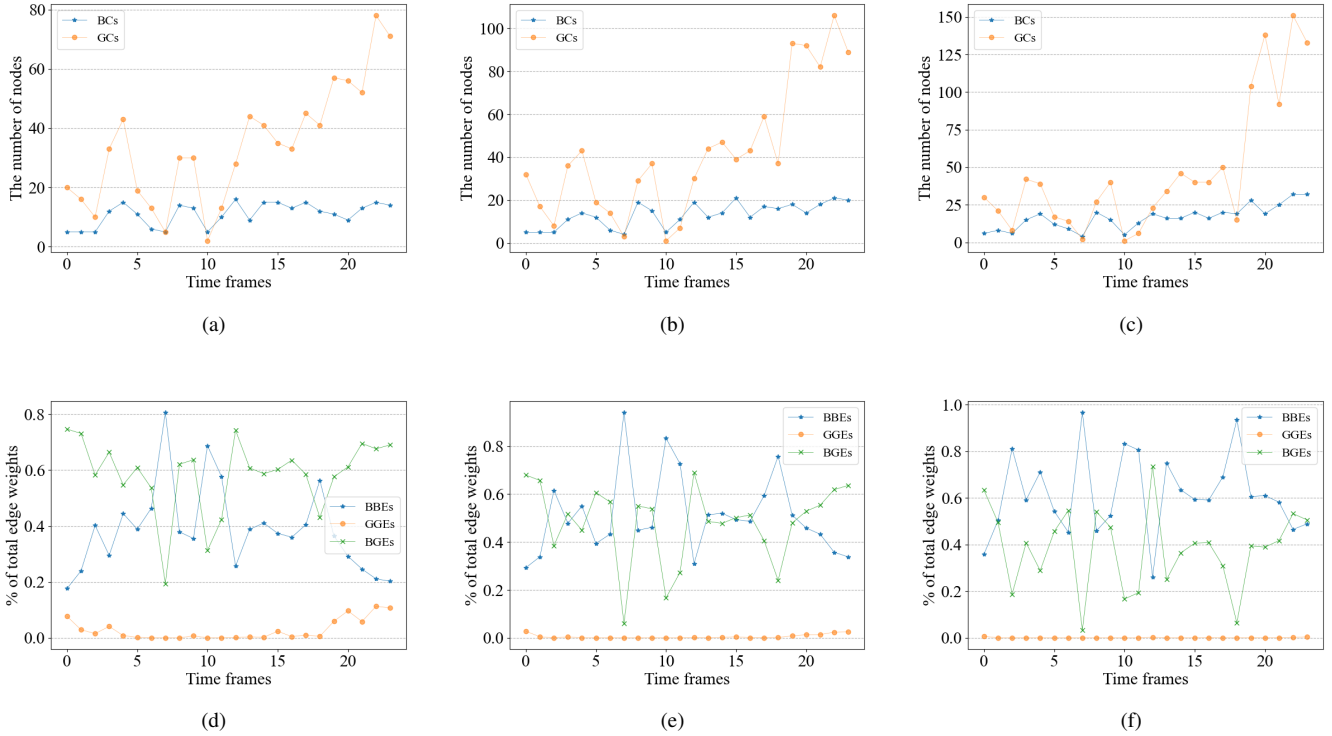 80
60
40
20
0
The number of nodes
BCs
GCs
0 5 10 15 20
Time frames
(a)
100
80
60
40
20
0
The number of nodes
BCs
GCs
0 5 10 15 20
Time frames
(b)
150
125
100
75
50
25
0
The number of nodes
BCs
GCs
0 5 10 15 20
Time frames
(c)
0.8
0.6
0.4
0.2
0.0
% of total edge weights
BBEs
GGEs
BGEs
0 5 10 15 20
Time frames
(d)
0.8
0.6
0.4
0.2
0.0
% of total edge weights
BBEs
GGEs
BGEs
0 5 10 15 20
Time frames
(e)
1.0
0.8
0.6
0.4
0.2
0.0
% of total edge weights
BBEs
GGEs
BGEs
0 5 10 15 20
Time frames
(f)